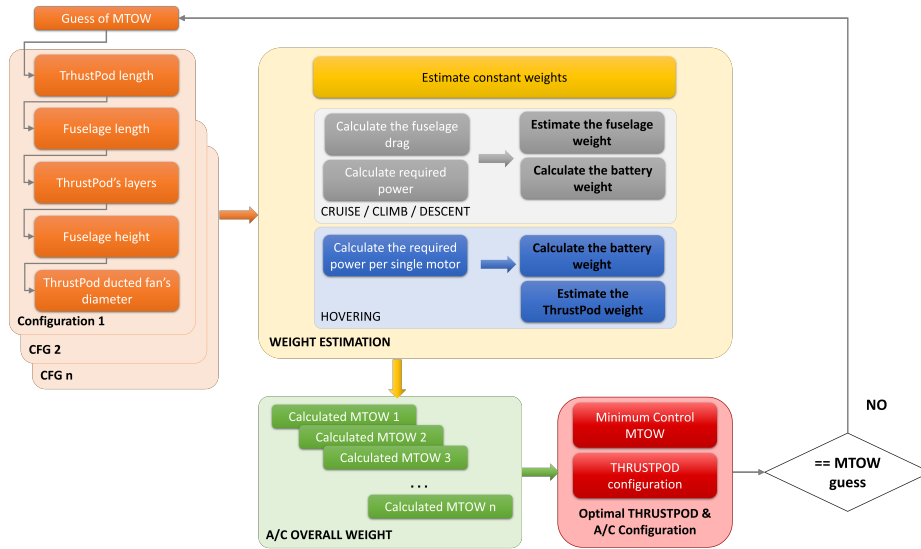 Guess of MTOW
TrhustPod length
Fuselage length
ThrustPod's layers
Fuselage height
ThrustPod ducted fan's
diameter
Configuration 1
CFG 2
CFG n
Estimate constant weights
Calculate the fuselage
drag
Calculate required
power
Estimate the fuselage
weight
Calculate the battery
weight
CRUISE / CLIMB / DESCENT
Calculate the required
power per single motor
Calculate the battery
weight
Estimate the
ThrustPod weight
HOVERING
WEIGHT ESTIMATION
Calculated MTOW 1
Calculated MTOW 2
Calculated MTOW 3
...
Calculated MTOW n
A/C OVERALL WEIGHT
Minimum Control
MTOW
THRUSTPOD
configuration
Optimal THRUSTPOD &
A/C Configuration
== MTOW
guess
NO